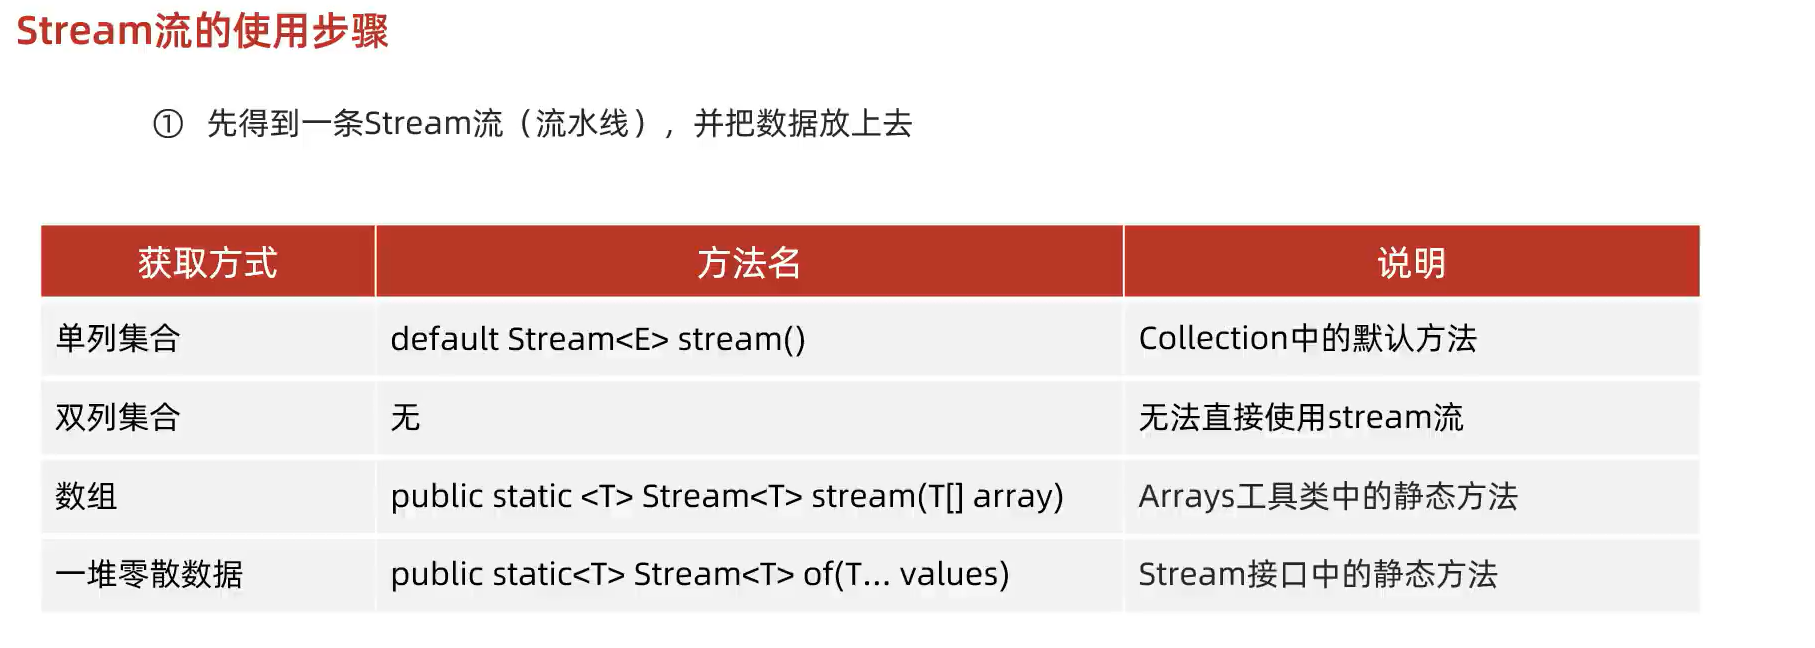 Stream流的使用步骤
① 先得到一条Stream流（流水线），并把数据放上去
获取方式 方法名 说明
单列集合 default Stream<E> stream() Collection中的默认方法
双列集合 无 无法直接使用stream流
数组 public static <T> Stream<T> stream(T[] array) Arrays工具类中的静态方法
一堆零散数据 public static<T> Stream<T> of(T... values) Stream接口中的静态方法